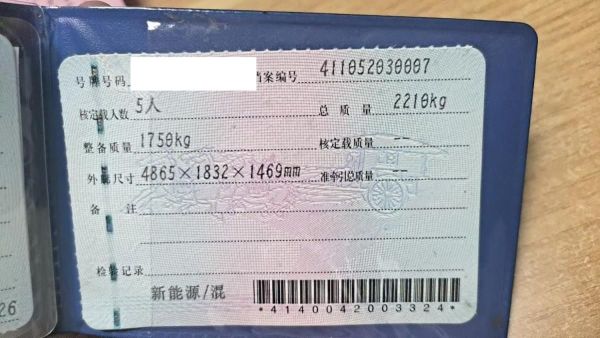 号牌号码 档案编号 411052030007
核定载人数 5人 总质量 2210kg
整备质量 1750kg 核定载质量 --
外廓尺寸 4865×1832×1469mm 准牵引总质量 --
备注
检验记录
新能源/混
*4140042003324*
26